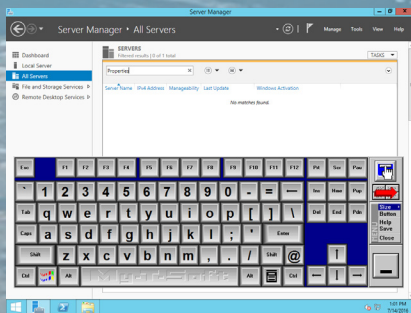 Server Manager
Server Manager • All Servers
Manage Tools View Help
Dashboard
Local Server
All Servers
File and Storage Services
Remote Desktop Services
SERVERS
Filtered results | 0 of 1 total
TASKS
Properties
Server Name IPv4 Address Manageability Last Update Windows Activation
No matches found.
Esc F1 F2 F3 F4 F5 F6 F7 F8 F9 F10 F11 F12 Prt Scr Pau
` 1 2 3 4 5 6 7 8 9 0 - = Ins Hom Pup
Tab q w e r t y u i o p [ ] \ Del End Pdn
Caps a s d f g h j k l ; ' Enter
Shift z x c v b n m , . / Shift @
Ctrl Alt Alt Ctrl
Size
Button
Help
Save
Close
1:01 PM
7/14/2016